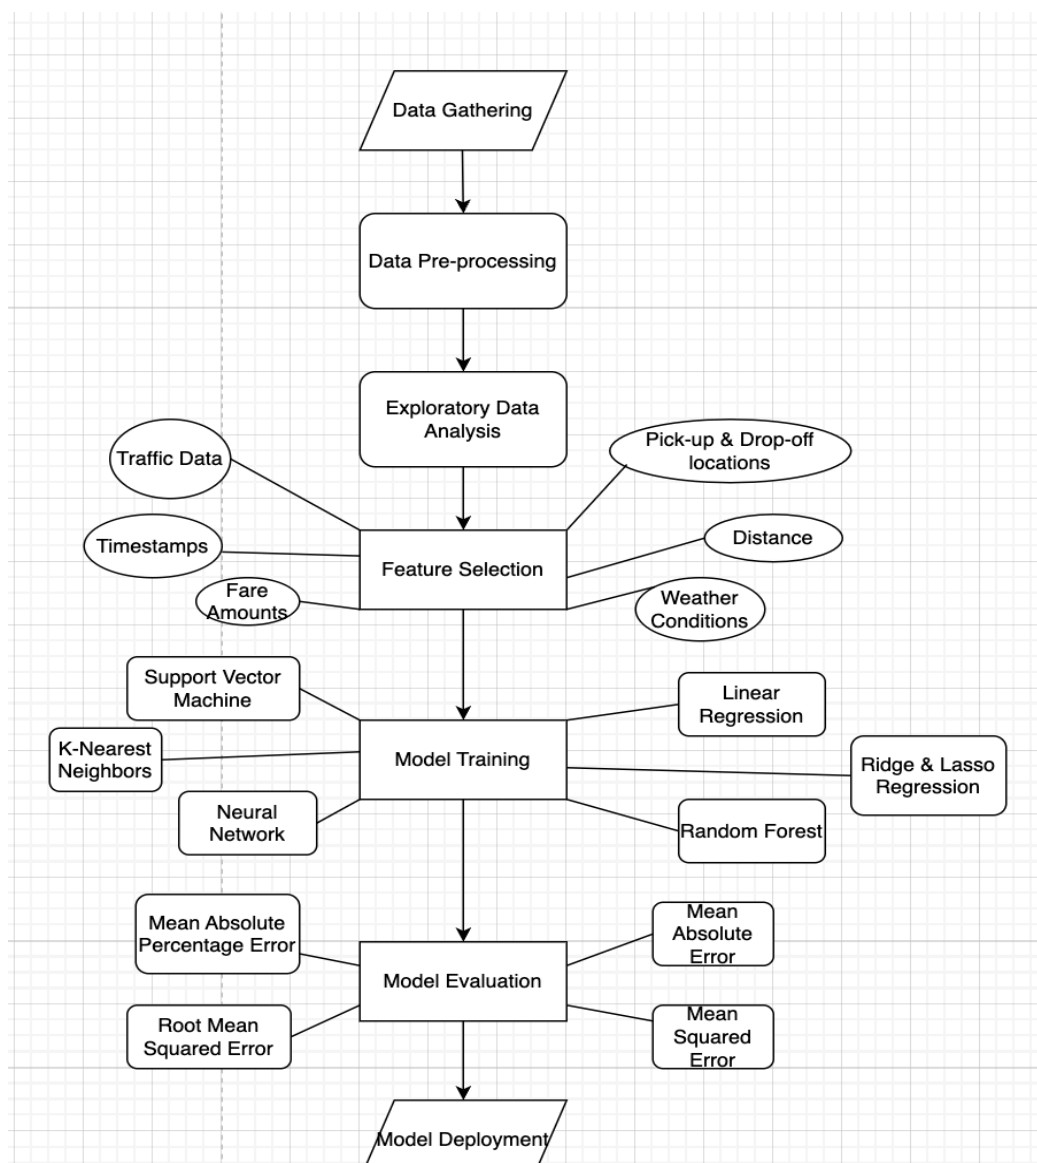 Data Gathering
Data Pre-processing
Exploratory Data
Analysis
Traffic Data
Pick-up & Drop-off
locations
Timestamps
Distance
Feature Selection
Fare
Amounts
Weather
Conditions
Support Vector
Machine
Linear
Regression
K-Nearest
Neighbors
Model Training
Ridge & Lasso
Regression
Neural
Network
Random Forest
Mean Absolute
Percentage Error
Mean
Absolute
Error
Model Evaluation
Root Mean
Squared Error
Mean
Squared
Error
Model Deployment